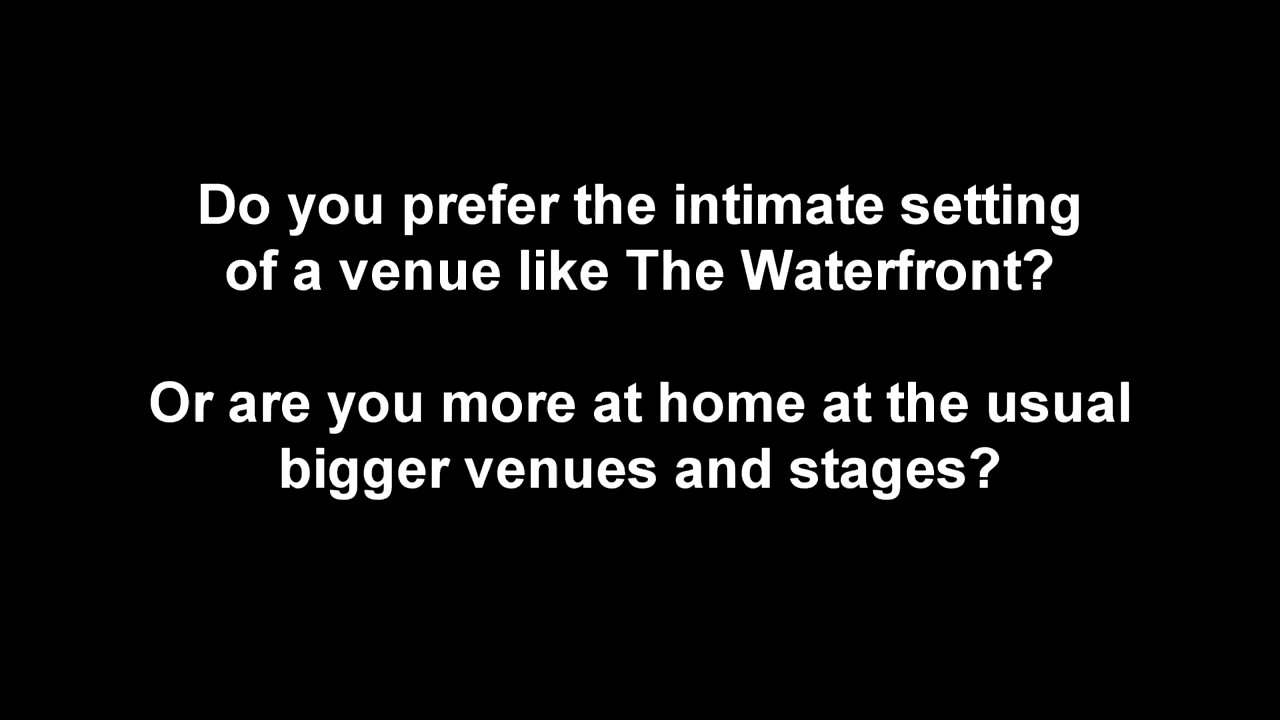 Do you prefer the intimate setting
of a venue like The Waterfront?
Or are you more at home at the usual
bigger venues and stages?